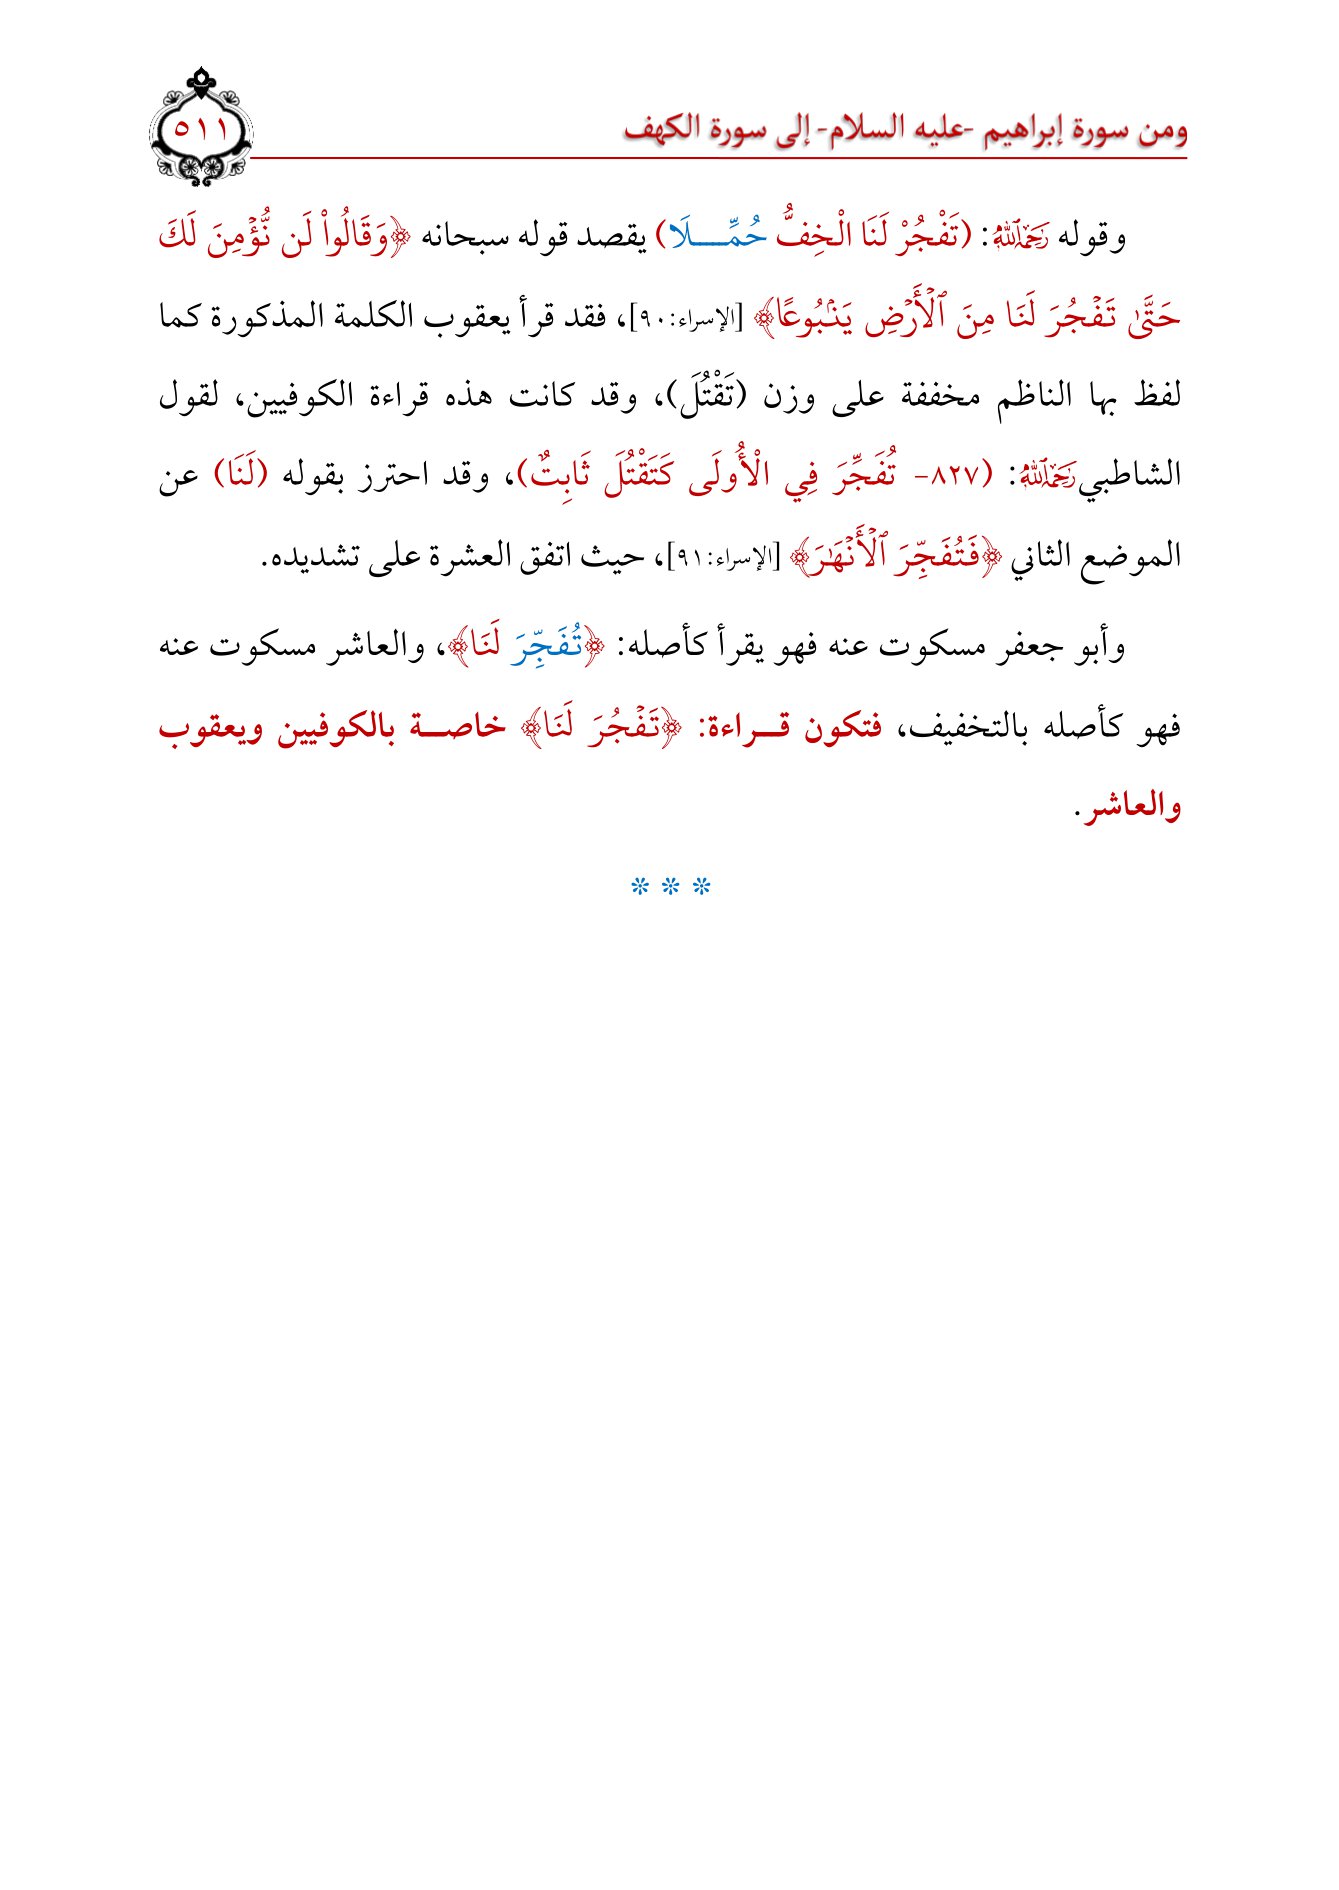 ومن سورة إبراهيم -عليه السلام- إلى سورة الكهف
٥١١
وقوله رَحِمَهُ اللَّهُ: (تَفْجُرْ لَنَا الْخِفُّ حُمِّـــلَا) يقصد قوله سبحانه ﴿وَقَالُواْ لَن نُّؤۡمِنَ لَكَ
حَتَّىٰ تَفۡجُرَ لَنَا مِنَ ٱلۡأَرۡضِ يَنۢبُوعًا﴾ [الإسراء:٩٠]، فقد قرأ يعقوب الكلمة المذكورة كما
لفظ بها الناظم مخففة على وزن (تَقْتُلَ)، وقد كانت هذه قراءة الكوفيين، لقول
الشاطبي رَحِمَهُ اللَّهُ: (٨٢٧- تُفَجِّرَ فِي الْأُولَى كَتَقْتُلَ ثَابِتٌ)، وقد احترز بقوله (لَنَا) عن
الموضع الثاني ﴿فَتُفَجِّرَ ٱلۡأَنۡهَٰرَ﴾ [الإسراء:٩١]، حيث اتفق العشرة على تشديده.
وأبو جعفر مسكوت عنه فهو يقرأ كأصله: ﴿تُفَجِّرَ لَنَا﴾، والعاشر مسكوت عنه
فهو كأصله بالتخفيف، فتكون قـــراءة: ﴿تَفۡجُرَ لَنَا﴾ خاصـــة بالكوفيين ويعقوب
والعاشر.
* * *